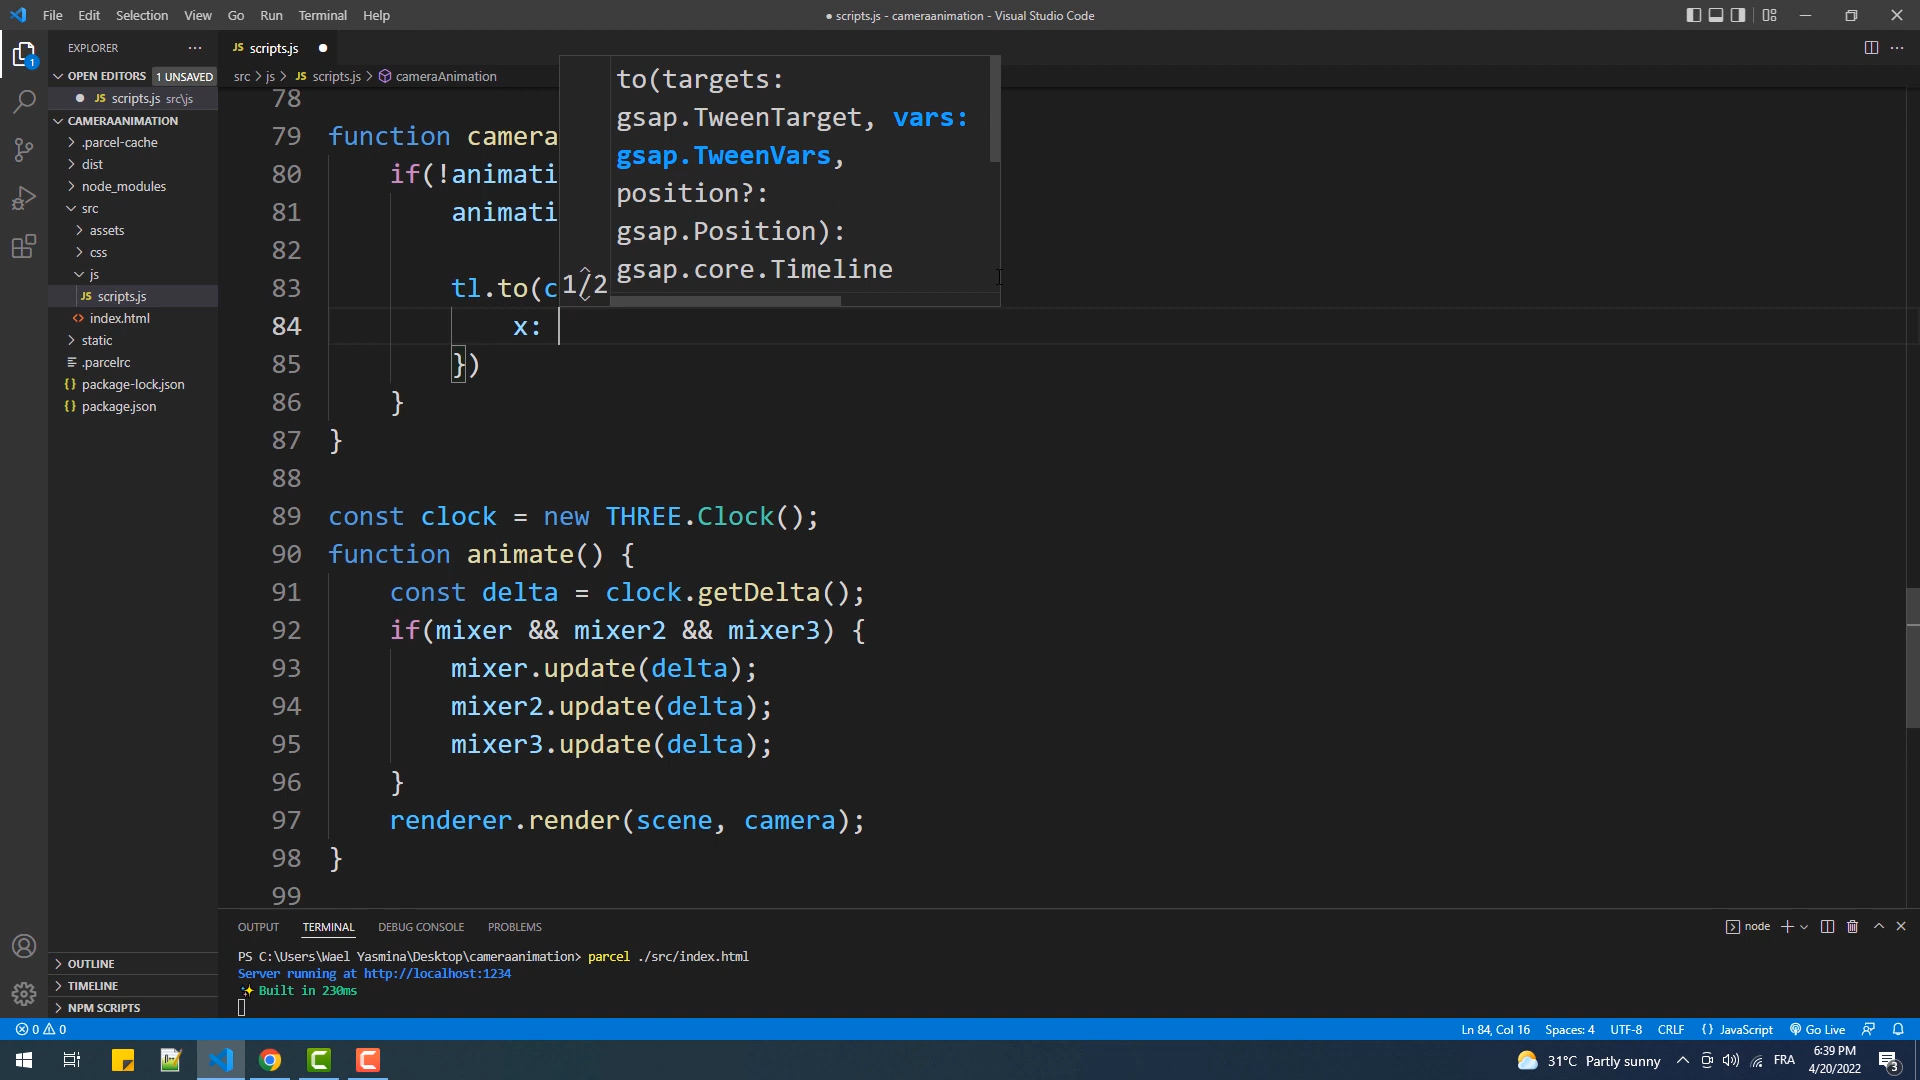 File Edit Selection View Go Run Terminal Help
● scripts.js - cameraanimation - Visual Studio Code
EXPLORER
OPEN EDITORS 1 UNSAVED
JS scripts.js src\js
CAMERAANIMATION
.parcel-cache
dist
node_modules
src
assets
css
js
JS scripts.js
<> index.html
static
.parcelrc
{} package-lock.json
{} package.json
OUTLINE
TIMELINE
NPM SCRIPTS
1
JS scripts.js
src > js > JS scripts.js > cameraAnimation
to(targets:
gsap.TweenTarget, vars:
gsap.TweenVars,
position?:
gsap.Position):
gsap.core.Timeline
1/2
78
79 function camera
80 if(!animati
81 animati
82
83 tl.to(c
84 x:
85 })
86 }
87 }
88
89 const clock = new THREE.Clock();
90 function animate() {
91 const delta = clock.getDelta();
92 if(mixer && mixer2 && mixer3) {
93 mixer.update(delta);
94 mixer2.update(delta);
95 mixer3.update(delta);
96 }
97 renderer.render(scene, camera);
98 }
99
OUTPUT TERMINAL DEBUG CONSOLE PROBLEMS
node
PS C:\Users\Wael Yasmina\Desktop\cameraanimation> parcel ./src/index.html
Server running at http://localhost:1234
✨ Built in 230ms
0 0
Ln 84, Col 16 Spaces: 4 UTF-8 CRLF {} JavaScript Go Live
31°C Partly sunny
FRA
6:39 PM
4/20/2022
3